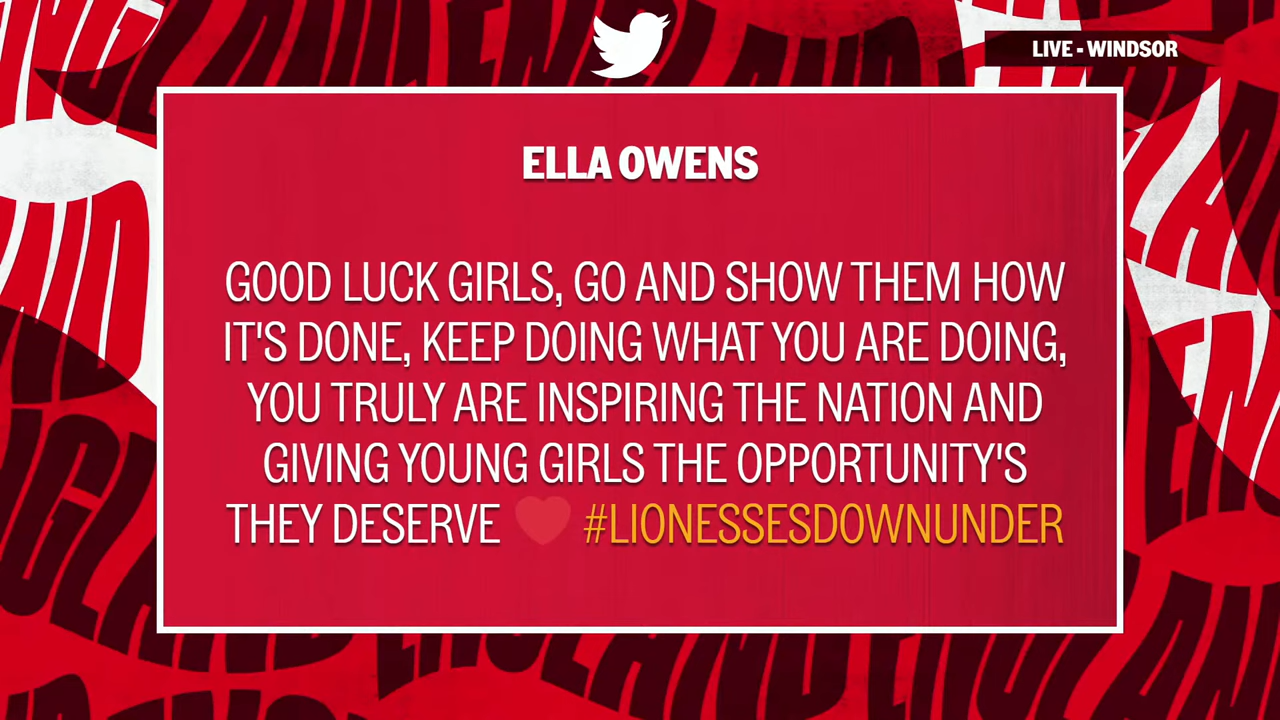 LIVE - WINDSOR
ELLA OWENS
GOOD LUCK GIRLS, GO AND SHOW THEM HOW
IT'S DONE, KEEP DOING WHAT YOU ARE DOING,
YOU TRULY ARE INSPIRING THE NATION AND
GIVING YOUNG GIRLS THE OPPORTUNITY'S
THEY DESERVE ❤️ #LIONESSESDOWNUNDER